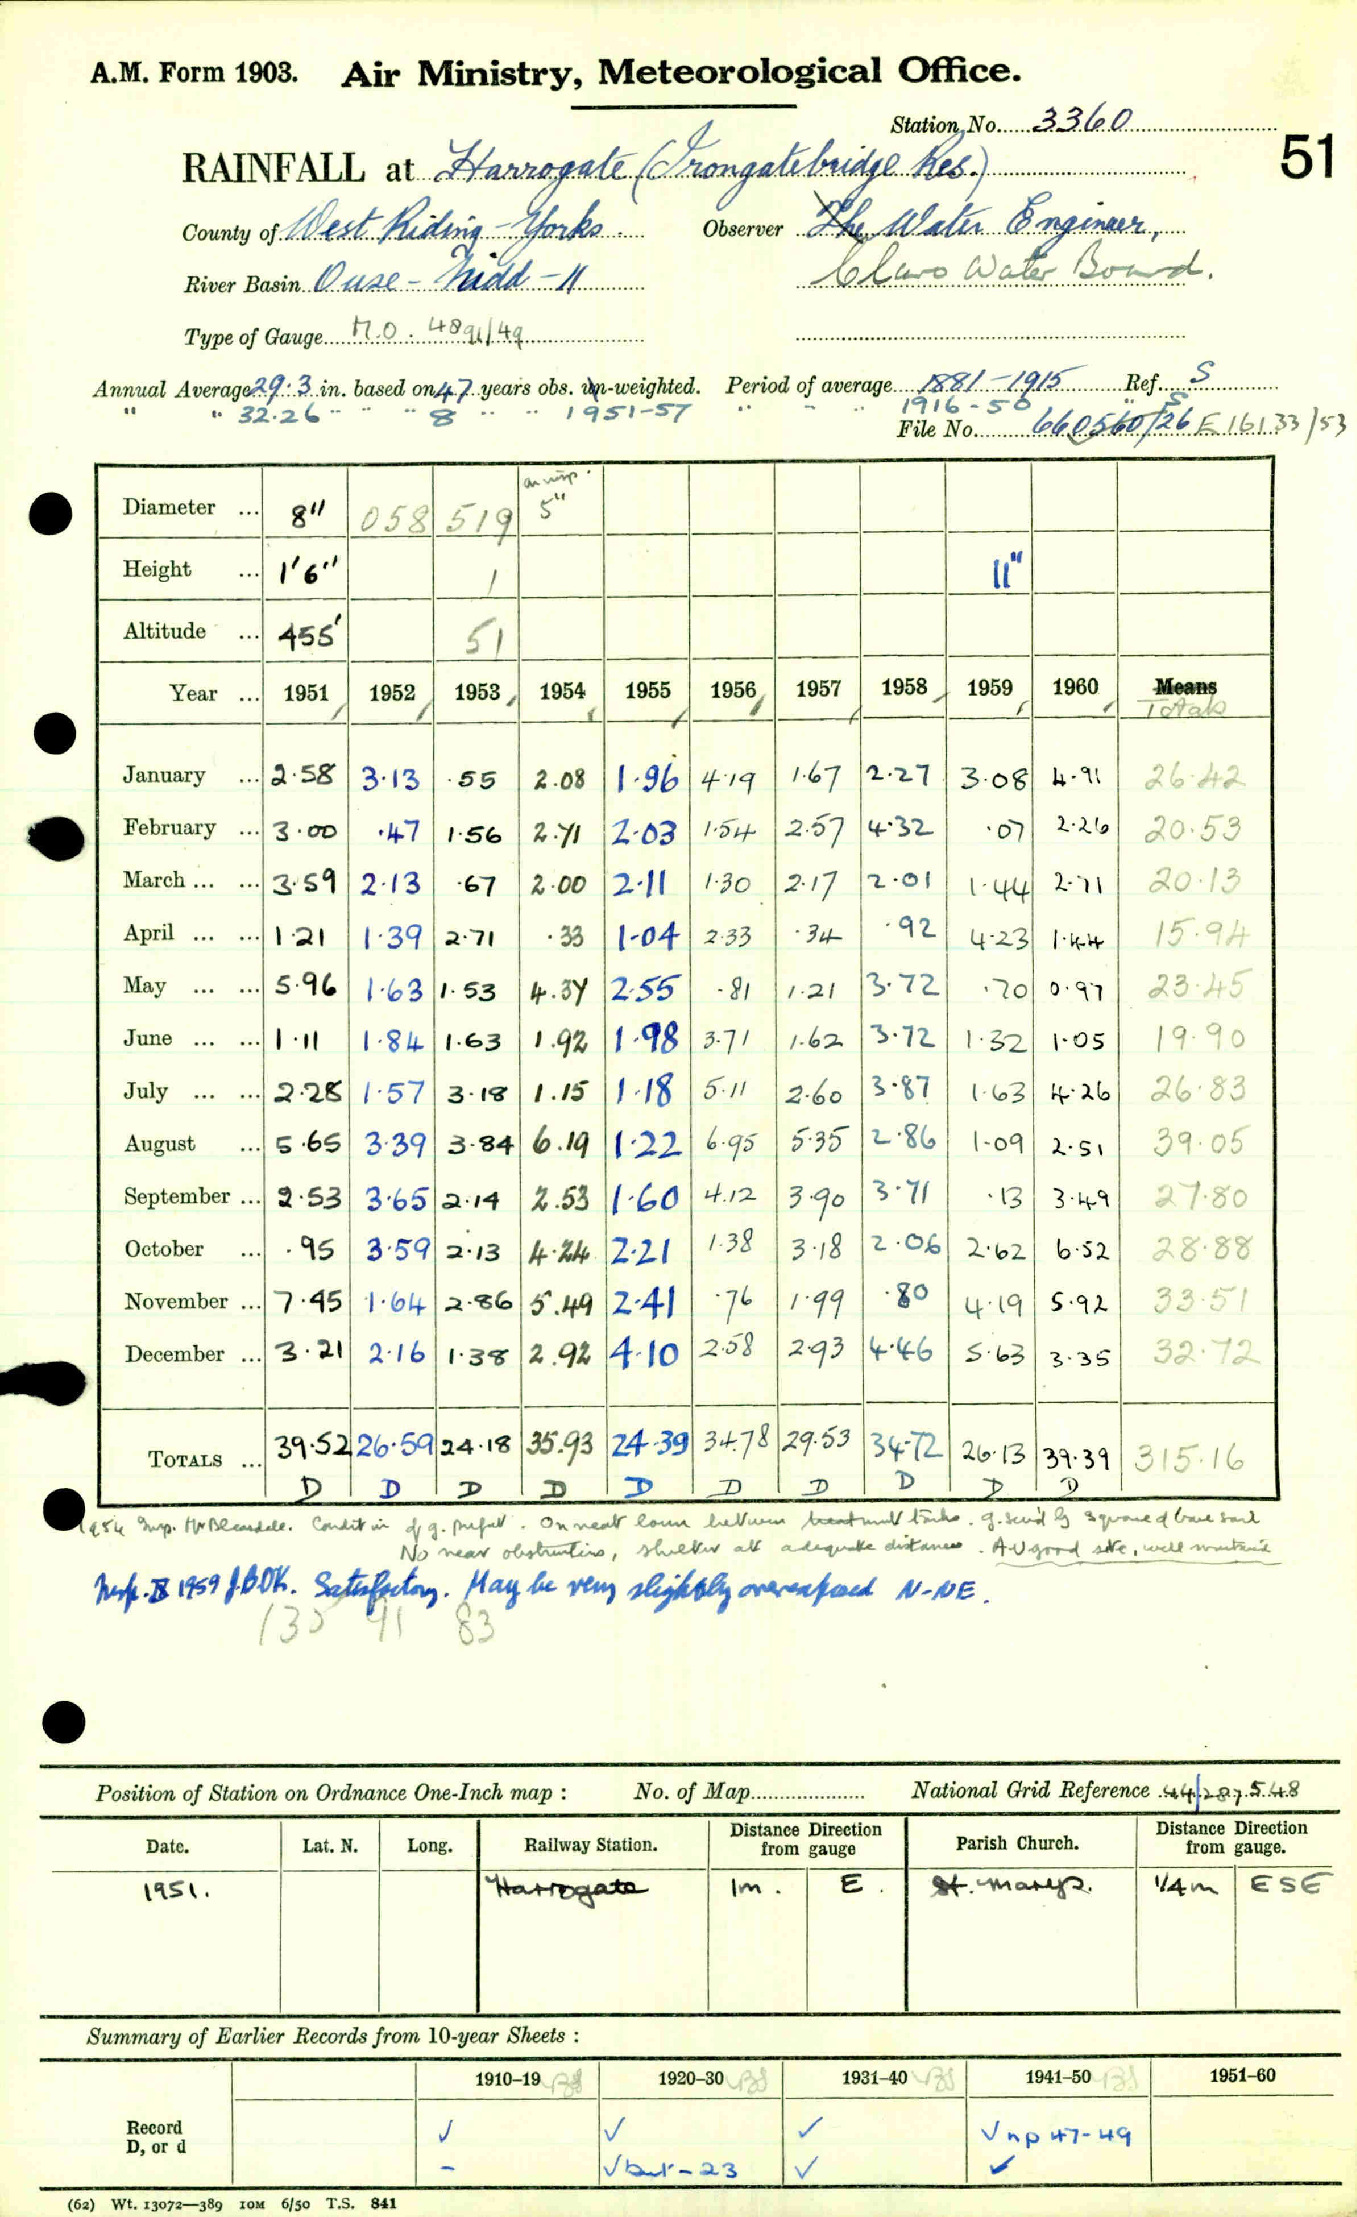 A.M. Form 1903. Air Ministry, Meteorological Office.
Station No. 3360
51
RAINFALL at Harrogate (Irongatebridge Res.)
County of West Riding - Yorks. Observer The Water Engineer,
River Basin Ouse - Nidd - 11 Claro Water Board.
Type of Gauge M.O. 4891/49
Annual Average 29.3 in. based on 47 years obs. un-weighted. Period of average 1881-1915 Ref. S
" " 32.26 " " " 8 " " " 1951-57 " " " 1916-50 " S
File No. 660560/26 E16133/53
Diameter ... 8" 058 519 5"
Height ... 1'6" 1 11"
Altitude ... 455' 51
Year ... 1951 1952 1953 1954 1955 1956 1957 1958 1959 1960 Means
Totals
January ... 2.58 3.13 .55 2.08 1.96 4.19 1.67 2.27 3.08 4.91 26.42
February ... 3.00 .47 1.56 2.71 2.03 1.54 2.57 4.32 .07 2.26 20.53
March ... ... 3.59 2.13 .67 2.00 2.11 1.30 2.17 2.01 1.44 2.71 20.13
April ... ... 1.21 1.39 2.71 .33 1.04 2.33 .34 .92 4.23 1.44 15.94
May ... ... 5.96 1.63 1.53 4.37 2.55 .81 1.21 3.72 .70 0.97 23.45
June ... ... 1.11 1.84 1.63 1.92 1.98 3.71 1.62 3.72 1.32 1.05 19.90
July ... ... 2.28 1.57 3.18 1.15 1.18 5.11 2.60 3.87 1.63 4.26 26.83
August ... 5.65 3.39 3.84 6.19 1.22 6.95 5.35 2.86 1.09 2.51 39.05
September ... 2.53 3.65 2.14 2.53 1.60 4.12 3.90 3.71 .13 3.49 27.80
October ... .95 3.59 2.13 4.24 2.21 1.38 3.18 2.06 2.62 6.52 28.88
November ... 7.45 1.64 2.86 5.49 2.41 .76 1.99 .80 4.19 5.92 33.51
December ... 3.21 2.16 1.38 2.92 4.10 2.58 2.93 4.46 5.63 3.35 32.72
TOTALS ... 39.52 26.59 24.18 35.93 24.39 34.78 29.53 34.72 26.13 39.39 315.16
D D D D D D D D D D
1954 Insp. Condition of g. perfect. On neat lawn between treatment tanks.
No near obstructions, shelter at adequate distances. A V good site, well
Insp. IX 1959 J.B.OK. Satisfactory. May be very slightly overexposed N-NE.
130 91 83
Position of Station on Ordnance One-Inch map : No. of Map National Grid Reference 44/287548
Date. Lat. N. Long. Railway Station. Distance from gauge Direction Parish Church. Distance from gauge. Direction
1951. Harrogate 1m. E. St. Mary's. 1/4m ESE
Summary of Earlier Records from 10-year Sheets :
1910-19 1920-30 1931-40 1941-50 1951-60
Record D, or d ✓ ✓ ✓ ✓ np 47-49
- ✓ but -23 ✓ ✓
(62) Wt. 13072—389 10M 6/50 T.S. 841